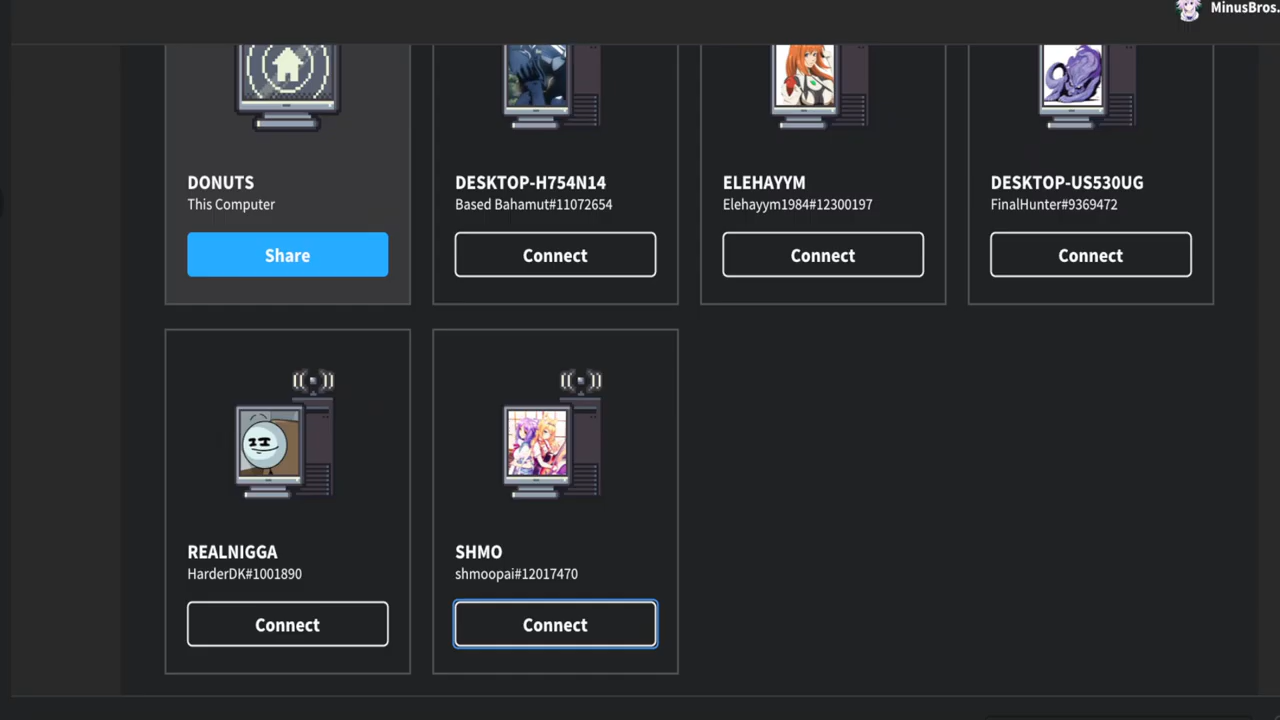 MinusBros.
DONUTS
This Computer
Share
DESKTOP-H754N14
Based Bahamut#11072654
Connect
ELEHAYYM
Elehayym1984#12300197
Connect
DESKTOP-US530UG
FinalHunter#9369472
Connect
REALNIGGA
HarderDK#1001890
Connect
SHMO
shmoopai#12017470
Connect